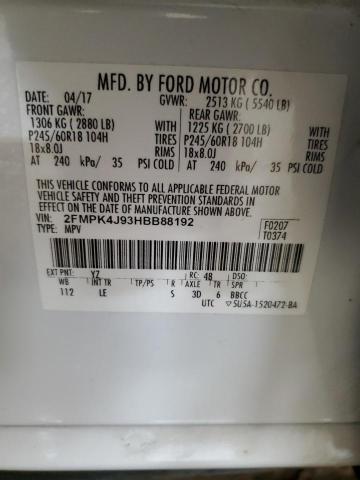 MFD. BY FORD MOTOR CO.
DATE: 04/17 GVWR: 2513 KG (5540 LB)
FRONT GAWR: REAR GAWR:
1306 KG (2880 LB) WITH 1225 KG (2700 LB) WITH
P245/60R18 104H TIRES P245/60R18 104H TIRES
18x8.0J RIMS 18x8.0J RIMS
AT 240 kPa/ 35 PSI COLD AT 240 kPa/ 35 PSI COLD
THIS VEHICLE CONFORMS TO ALL APPLICABLE FEDERAL MOTOR
VEHICLE SAFETY AND THEFT PREVENTION STANDARDS IN EFFECT
ON THE DATE OF MANUFACTURE SHOWN ABOVE.
VIN: 2FMPK4J93HBB88192 F0207
TYPE: MPV T0374
EXT PNT: YZ RC: 48 DSO:
WB INT TR TP/PS R AXLE TR SPR
112 LE S 3D 6 BBCC
UTC 5U5A-1520472-BA